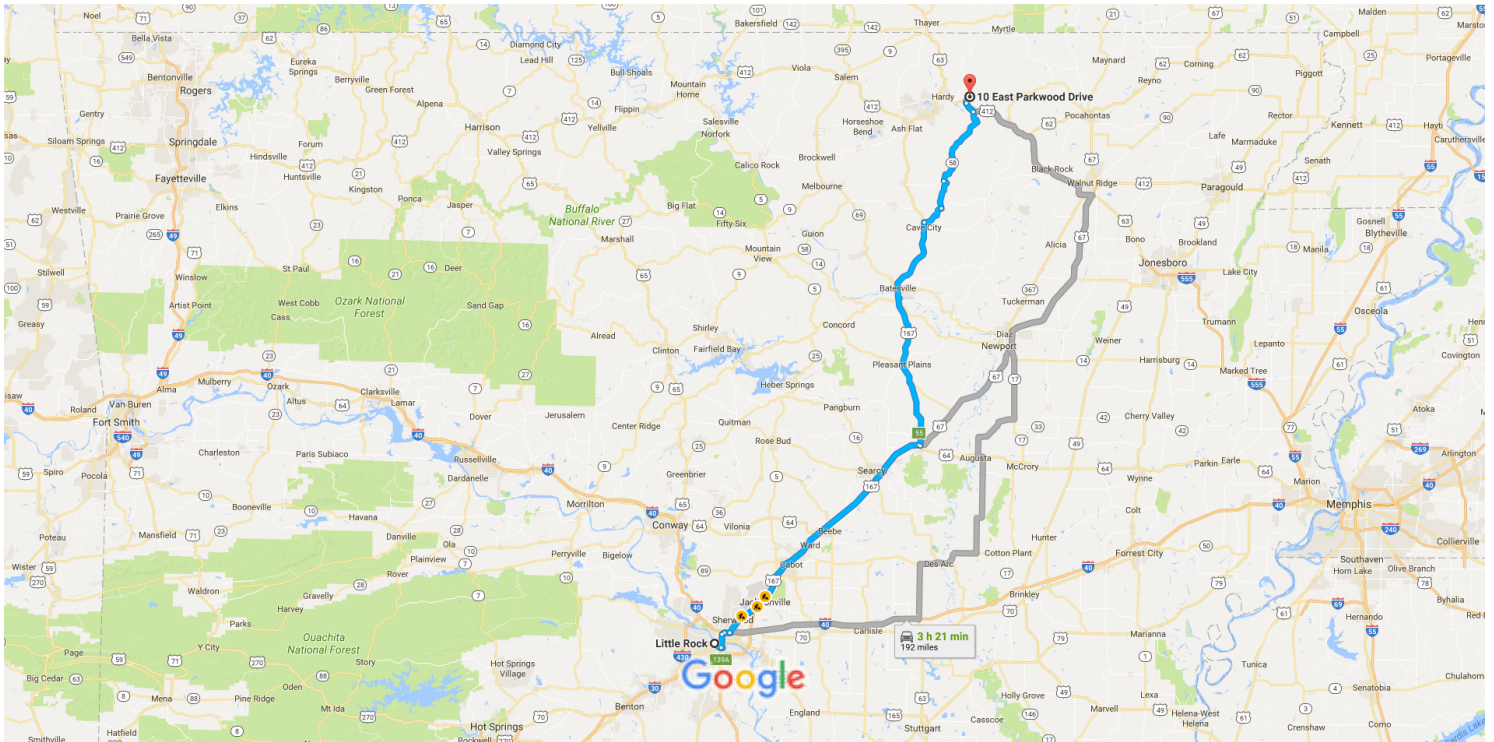 Noel
Bakersfield
Thayer
Myrtle
Malden
Campbell
Marston
Bella Vista
Eureka
Springs
Diamond City
Lead Hill
Bull Shoals
Mountain
Home
Viola
Salem
Maynard
Reyno
Corning
Piggott
Portageville
Bentonville
Rogers
Berryville
Green Forest
Alpena
Flippin
Yellville
Salesville
Norfork
Hardy
10 East Parkwood Drive
Pocahontas
Rector
Kennett
Hayti
Caruthersville
Gentry
Siloam Springs
Springdale
Hindsville
Huntsville
Forum
Harrison
Valley Springs
Calico Rock
Horseshoe
Bend
Ash Flat
Brockwell
Lafe
Marmaduke
Senath
Fayetteville
Kingston
Melbourne
Black Rock
Walnut Ridge
Paragould
Westville
Prairie Grove
Elkins
Ponca
Jasper
Buffalo
National River
Big Flat
Fifty-Six
Guion
Cave City
Gosnell
Blytheville
Marshall
Mountain
View
Alicia
Bono
Brookland
Manila
Jonesboro
Lake City
Stilwell
Winslow
St Paul
Deer
Artist Point
West Cobb
Cass
Ozark National
Forest
Sand Gap
Batesville
Tuckerman
Trumann
Osceola
Greasy
Alread
Shirley
Fairfield Bay
Clinton
Concord
Diaz
Newport
Weiner
Lepanto
Pleasant Plains
Harrisburg
Marked Tree
Covington
Heber Springs
Mulberry
Ozark
Altus
Clarksville
Lamar
Alma
Van Buren
Roland
Fort Smith
Dover
Jerusalem
Pangburn
Cherry Valley
Atoka
Center Ridge
Quitman
Rose Bud
Charleston
Paris Subiaco
Russellville
Dardanelle
Greenbrier
Searcy
Augusta
McCrory
Wynne
Parkin
Earle
Arlington
Spiro
Pocola
Marion
Booneville
Morrilton
Conway
Vilonia
Beebe
Ward
Colt
Memphis
Havana
Mansfield
Danville
Ola
Plainview
Poteau
Perryville
Bigelow
Cabot
Hunter
Cotton Plant
Forrest City
Collierville
Southaven
Horn Lake
Olive Branch
Wister
Waldron
Rover
Gravelly
Harvey
Des Arc
Brinkley
Jacksonville
Sherwood
Byhalia
Hernando
Parks
Y City
Ouachita
National Forest
Little Rock
Carlisle
3 h 21 min
192 miles
Marianna
Page
Story
Hot Springs
Village
Google
Tunica
Big Cedar
Mena
Pine Ridge
Oden
Mt Ida
Benton
England
Stuttgart
Holly Grove
Casscoe
Marvell
Lexa
Helena-West
Helena
Senatobia
Chulahoma
Smithville
Hatfield
Hot Springs
Rockwell
Crenshaw
Como